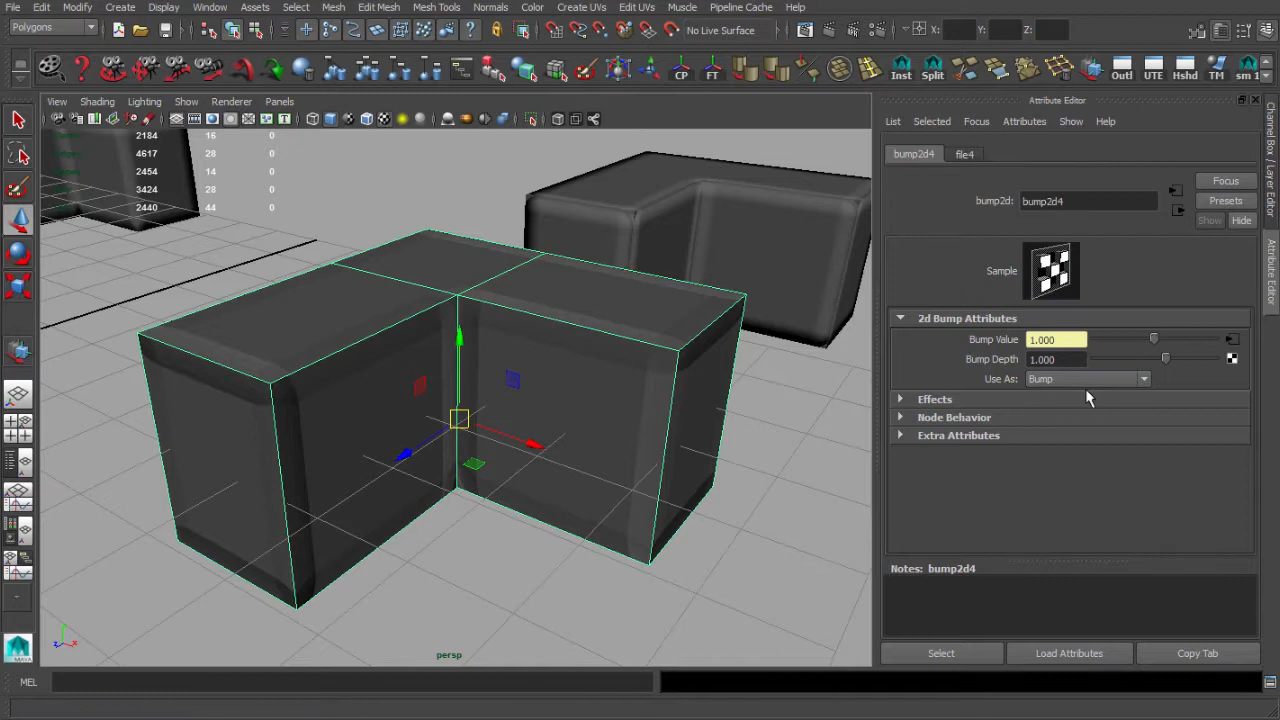 File Edit Modify Create Display Window Assets Select Mesh Edit Mesh Mesh Tools Normals Color Create UVs Edit UVs Muscle Pipeline Cache Help
Polygons No Live Surface X: Y: Z:
CP FT Inst Split Outl UTE Hshd TM sm 1
View Shading Lighting Show Renderer Panels
Attribute Editor
List Selected Focus Attributes Show Help
2184 16 0
4617 28 0
2454 14 0
3424 28 0
2440 44 0
bump2d4 file4
Focus
bump2d: bump2d4 Presets
Show Hide
Sample
2d Bump Attributes
Bump Value 1.000
Bump Depth 1.000
Use As: Bump
Effects
Node Behavior
Extra Attributes
Notes: bump2d4
persp
Select Load Attributes Copy Tab
MEL
Channel Box / Layer Editor
Attribute Editor
MAYA
y
z x